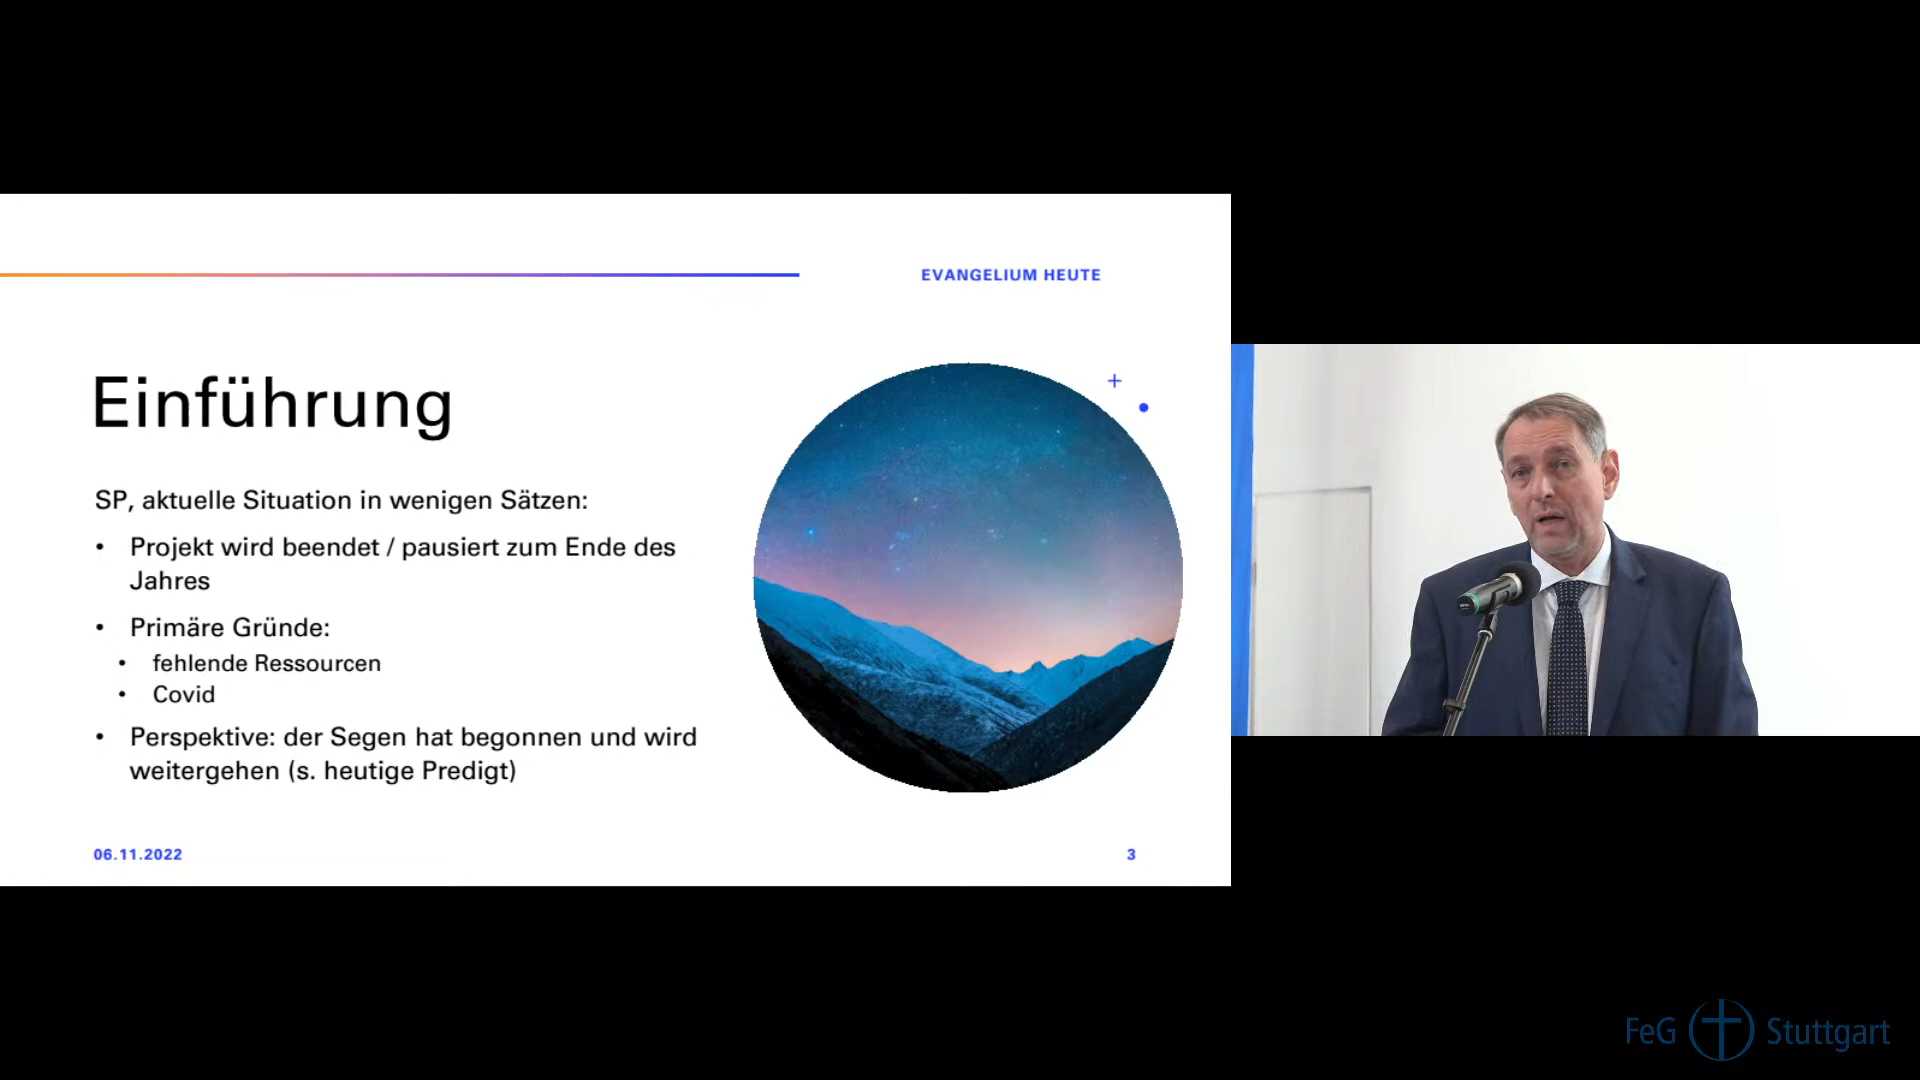 EVANGELIUM HEUTE
Einführung
SP, aktuelle Situation in wenigen Sätzen:
• Projekt wird beendet / pausiert zum Ende des
Jahres
• Primäre Gründe:
• fehlende Ressourcen
• Covid
• Perspektive: der Segen hat begonnen und wird
weitergehen (s. heutige Predigt)
06.11.2022
3
FeG Stuttgart